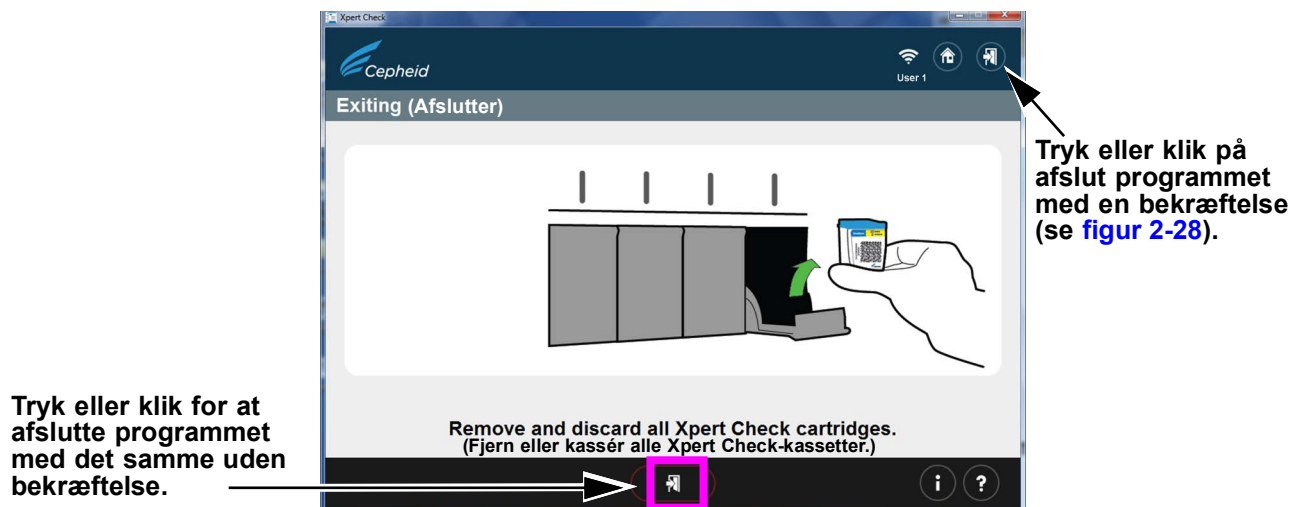 Xpert Check
Cepheid
User 1
Exiting (Afslutter)
Tryk eller klik på
afslut programmet
med en bekræftelse
(se figur 2-28).
Remove and discard all Xpert Check cartridges.
(Fjern eller kassér alle Xpert Check-kassetter.)
Tryk eller klik for at
afslutte programmet
med det samme uden
bekræftelse.
i ?